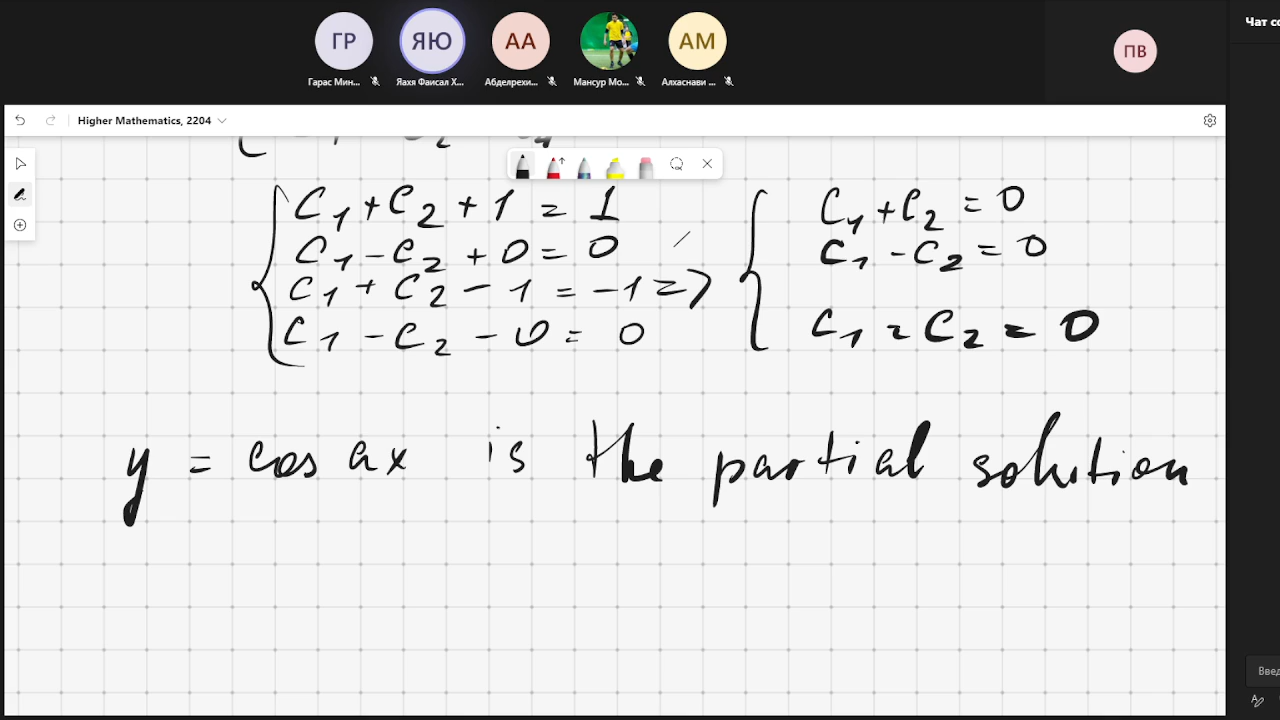 ГР ЯЮ АА АМ ПВ
Гарас Мин... Яахя Фаисал Х... Абделрехи... Мансур Мо... Алхаснави ...
Чат со
Higher Mathematics, 2204
C1 + C2 + 1 = 1
C1 - C2 + 0 = 0
C1 + C2 - 1 = -1 =>
C1 - C2 - 0 = 0
C1 + C2 = 0
C1 - C2 = 0
C1 = C2 = 0
y = cos ax is the partial solution
Введ